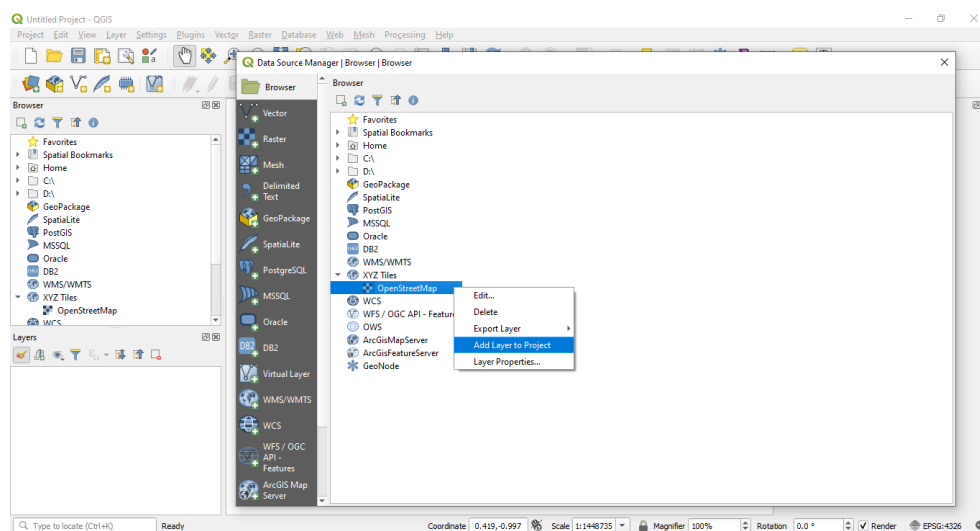 Untitled Project - QGIS
Project Edit View Layer Settings Plugins Vector Raster Database Web Mesh Processing Help
Data Source Manager | Browser | Browser
Browser
Favorites
Spatial Bookmarks
Home
C:\
D:\
GeoPackage
SpatiaLite
PostGIS
MSSQL
Oracle
DB2
WMS/WMTS
XYZ Tiles
OpenStreetMap
WCS
Layers
Browser
Vector
Raster
Mesh
Delimited
Text
GeoPackage
SpatiaLite
PostgreSQL
MSSQL
Oracle
DB2
DB2
Virtual Layer
WMS/WMTS
WCS
WFS / OGC
API -
Features
ArcGIS Map
Server
Browser
Favorites
Spatial Bookmarks
Home
C:\
D:\
GeoPackage
SpatiaLite
PostGIS
MSSQL
Oracle
DB2
WMS/WMTS
XYZ Tiles
OpenStreetMap
WCS
WFS / OGC API - Feature
OWS
ArcGisMapServer
ArcGisFeatureServer
GeoNode
Edit...
Delete
Export Layer
Add Layer to Project
Layer Properties...
Type to locate (Ctrl+K) Ready Coordinate 0.419,-0.997 Scale 1:1448735 Magnifier 100% Rotation 0.0 ° Render EPSG:4326